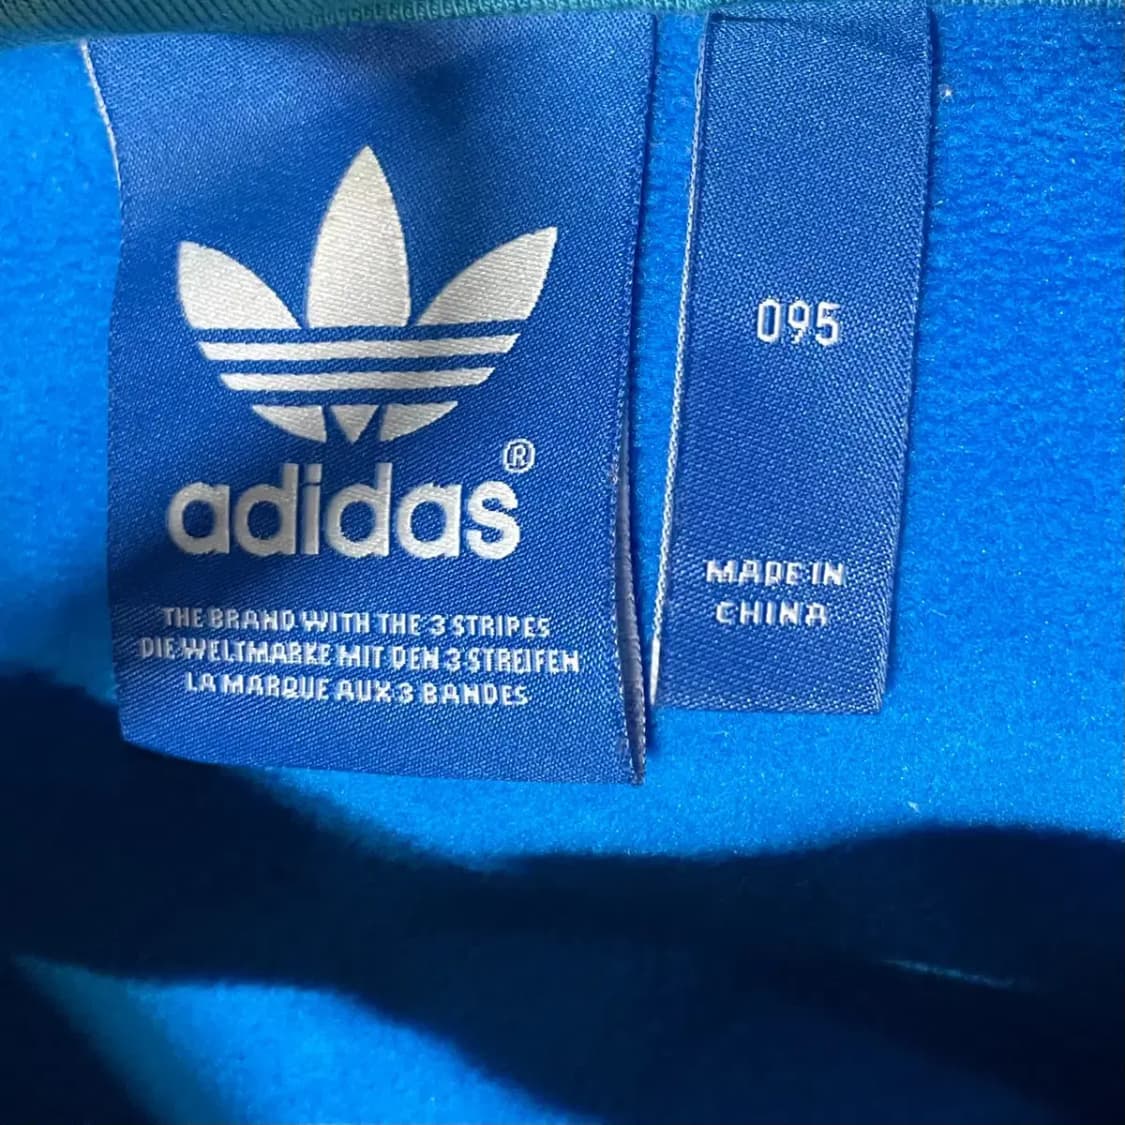 adidas®
THE BRAND WITH THE 3 STRIPES
DIE WELTMARKE MIT DEN 3 STREIFEN
LA MARQUE AUX 3 BANDES
095
MADE IN
CHINA